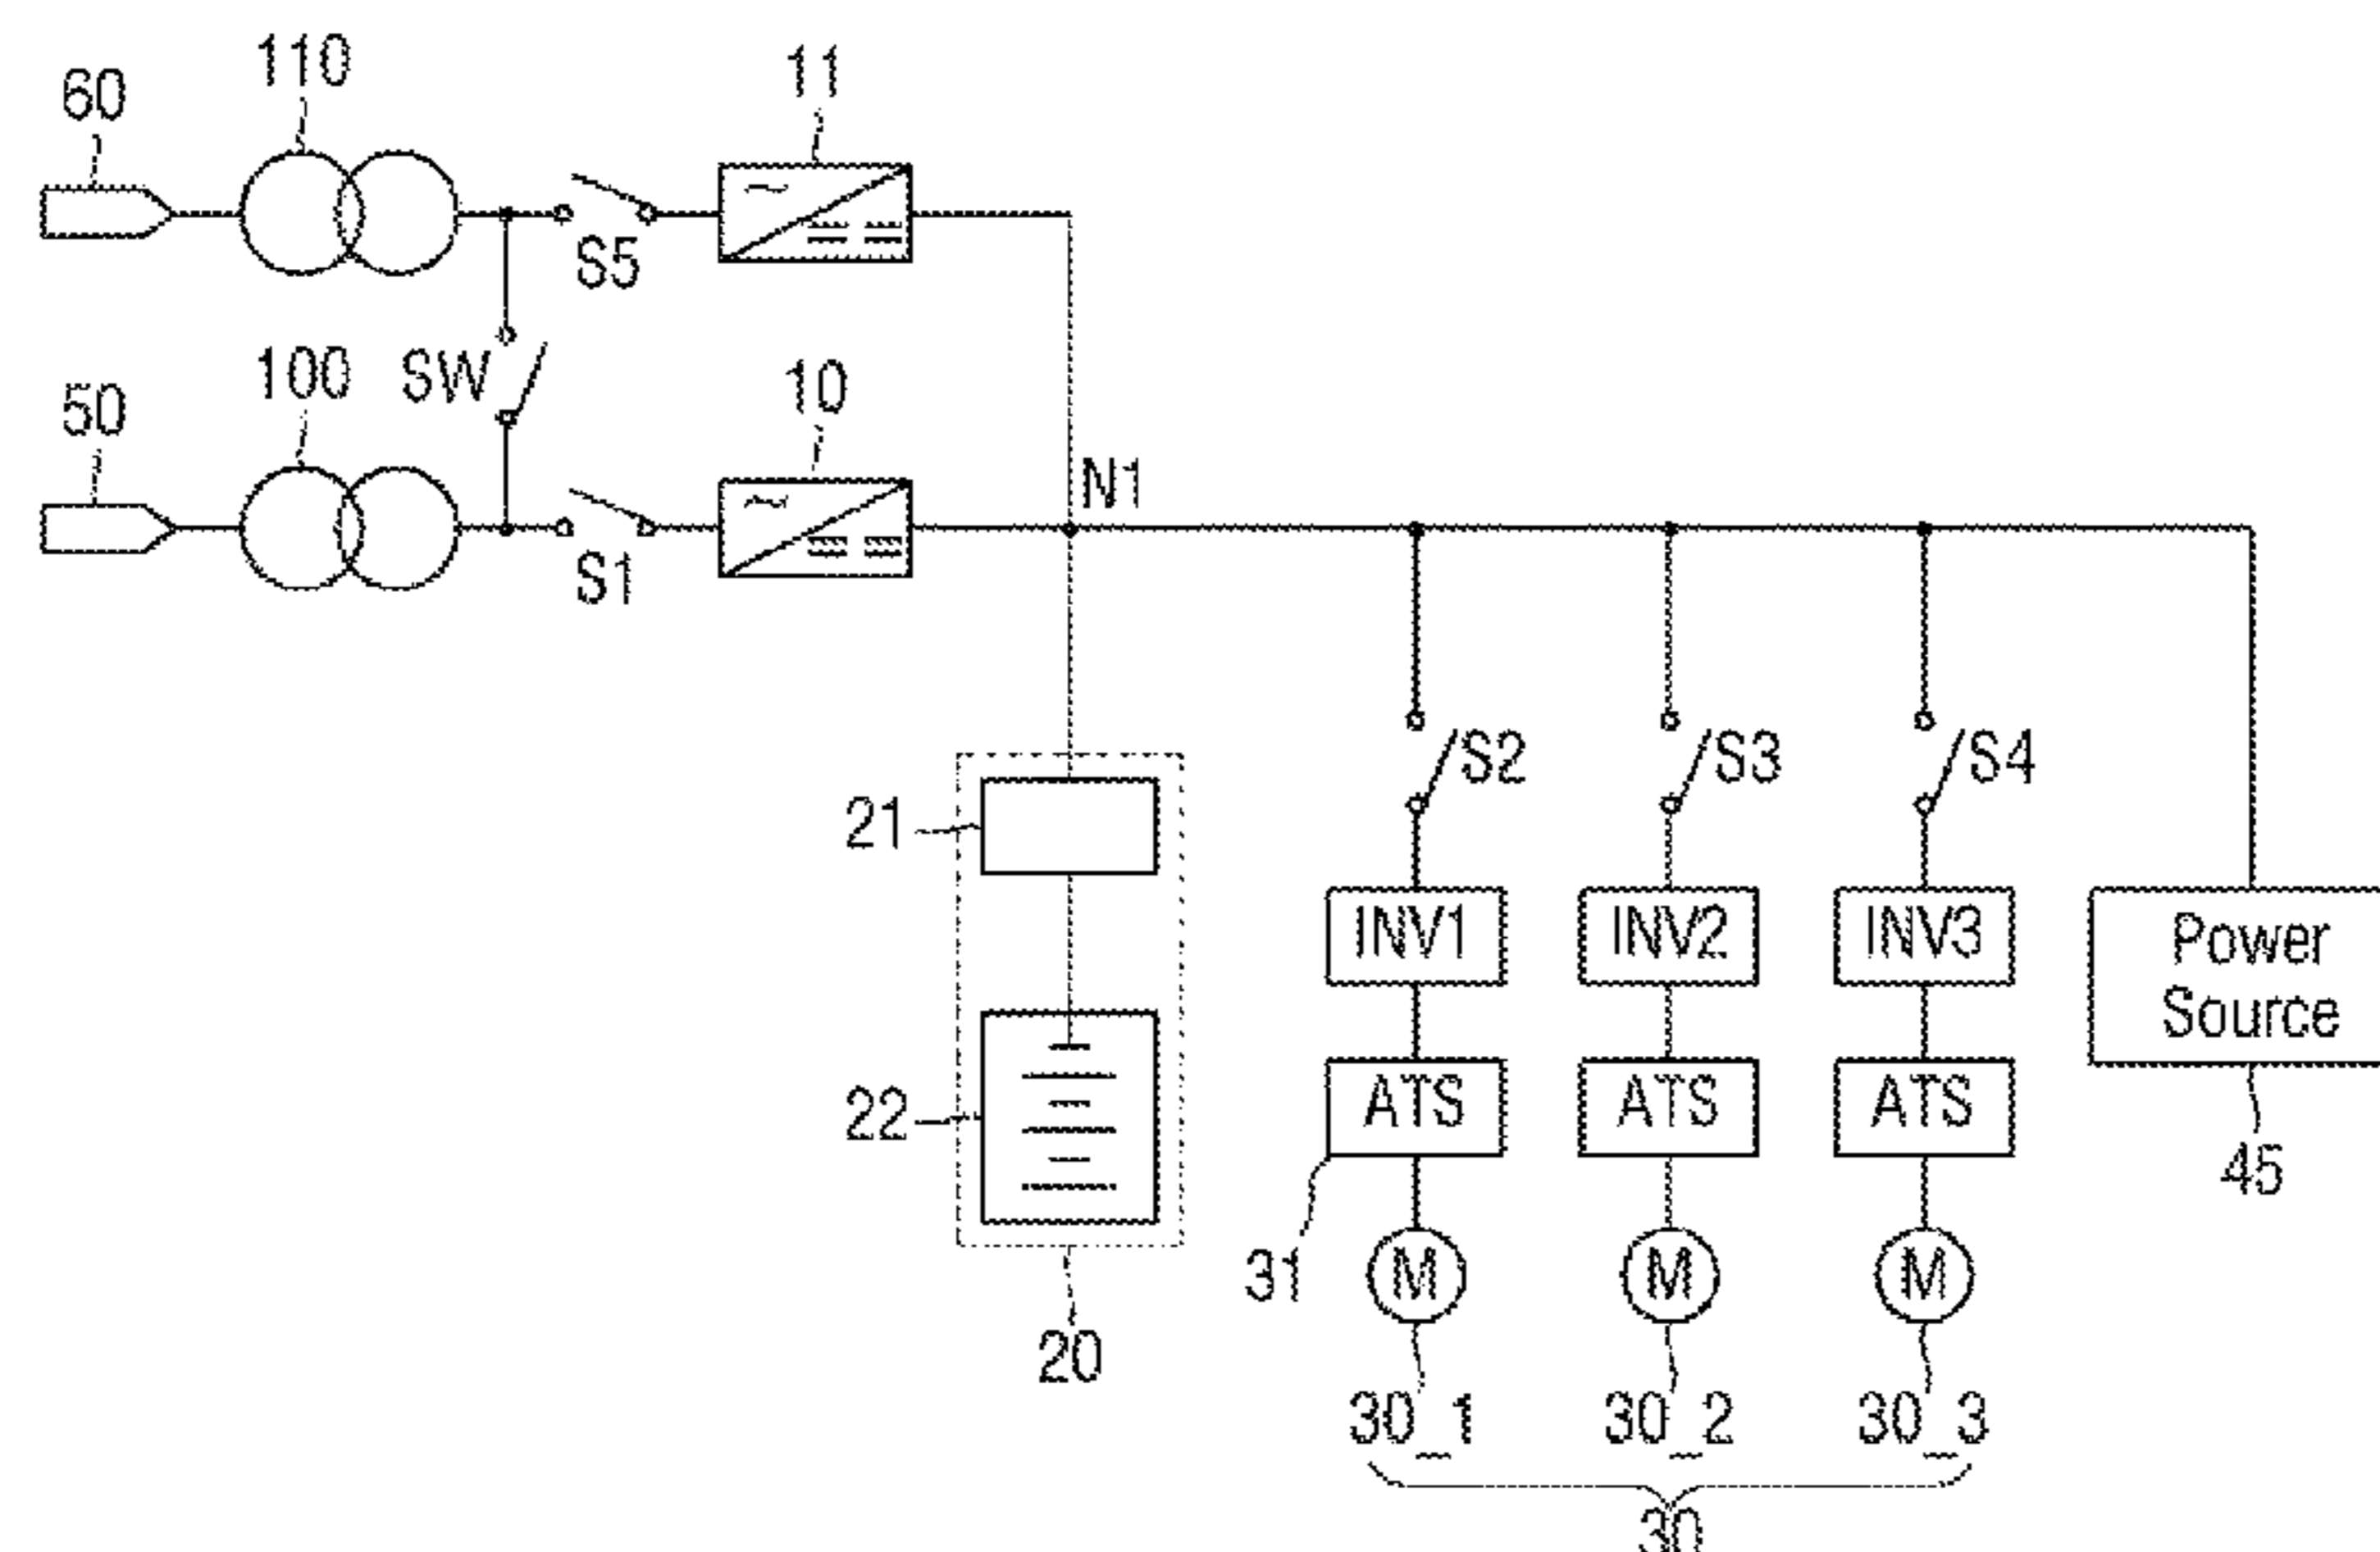 110
11
60
S5
100
SW
10
50
N1
S1
S2
S3
S4
21
INV1
INV2
INV3
Power
Source
22
ATS
ATS
ATS
45
31
M
M
M
20
30_1
30_2
30_3
30